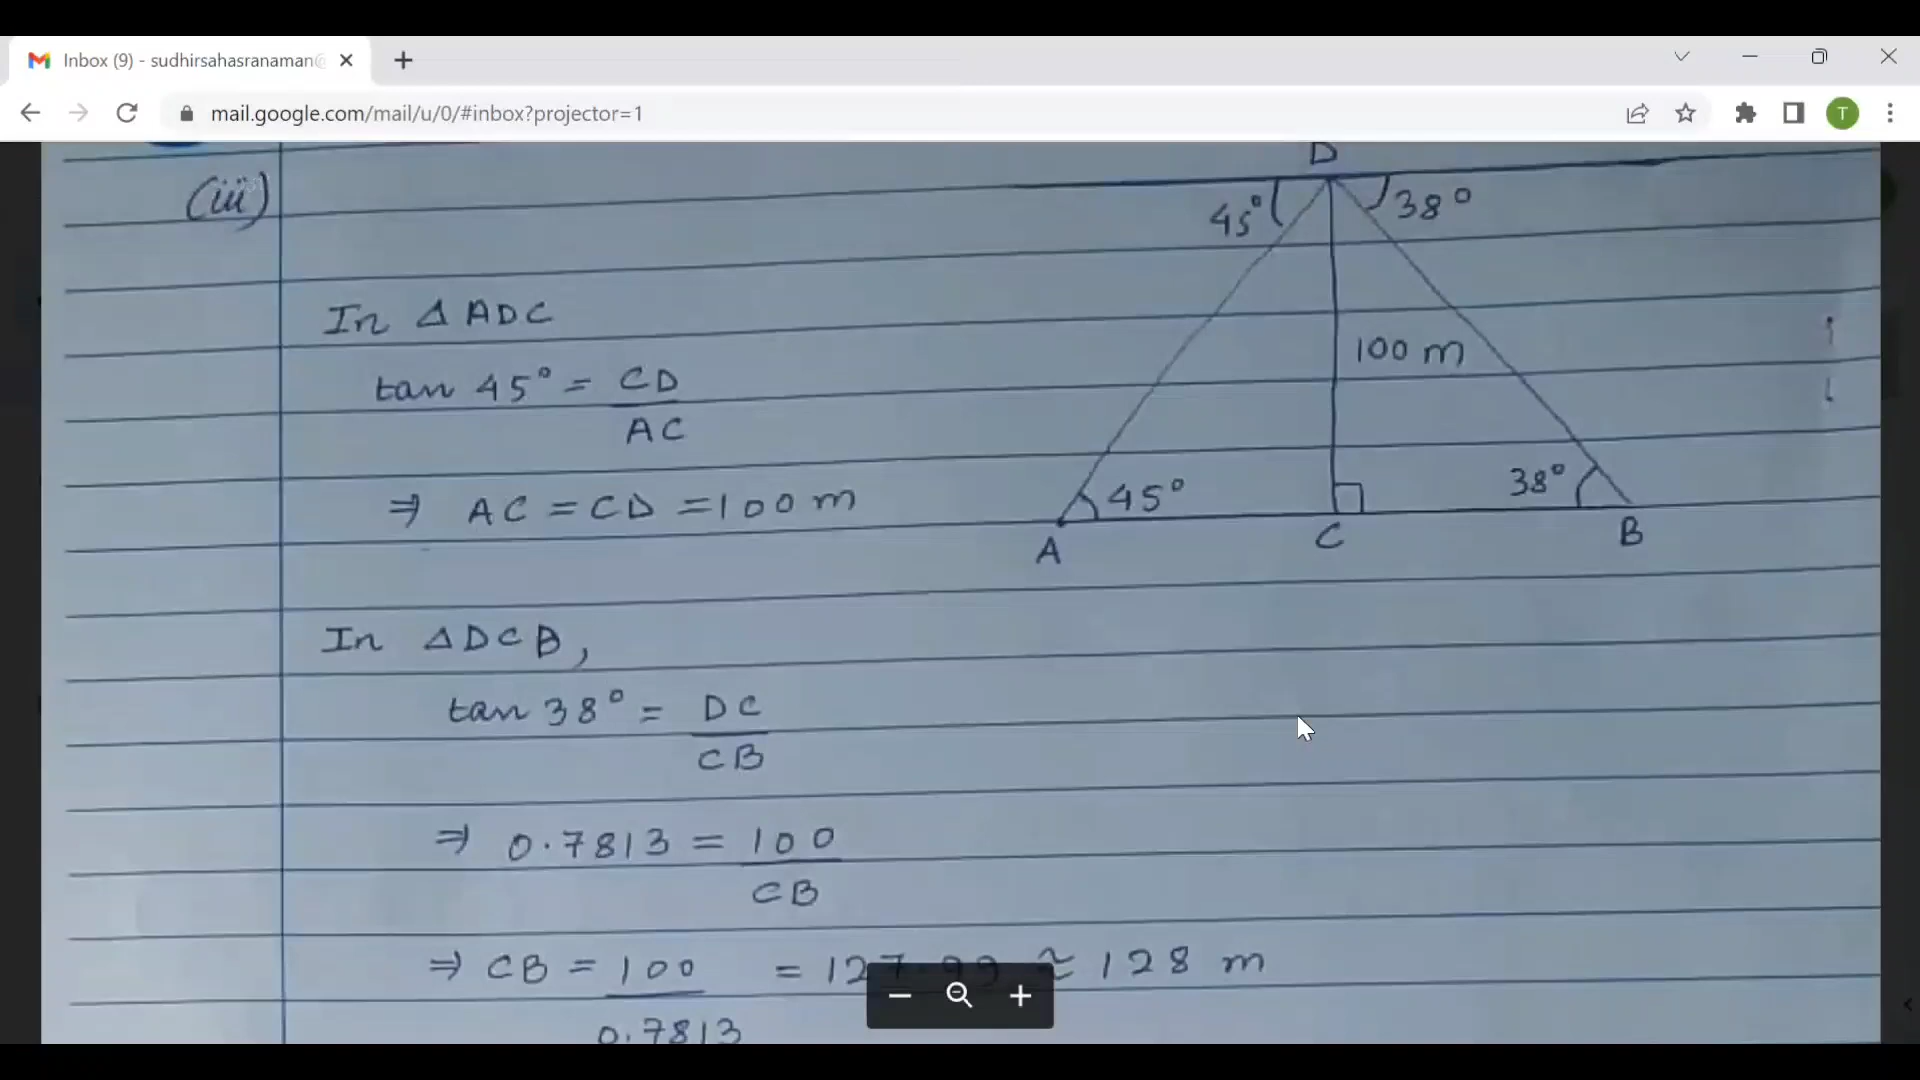 Inbox (9) - sudhirsahasranaman@
mail.google.com/mail/u/0/#inbox?projector=1
T
(iii)
D
45° 38°
In △ ADC
100 m
tan 45° = CD
AC
45° 38°
⇒ AC = CD = 100 m
A C B
In △ DCB,
tan 38° = DC
CB
⇒ 0.7813 = 100
CB
⇒ CB = 100 = 127.99 ≈ 128 m
0.7813